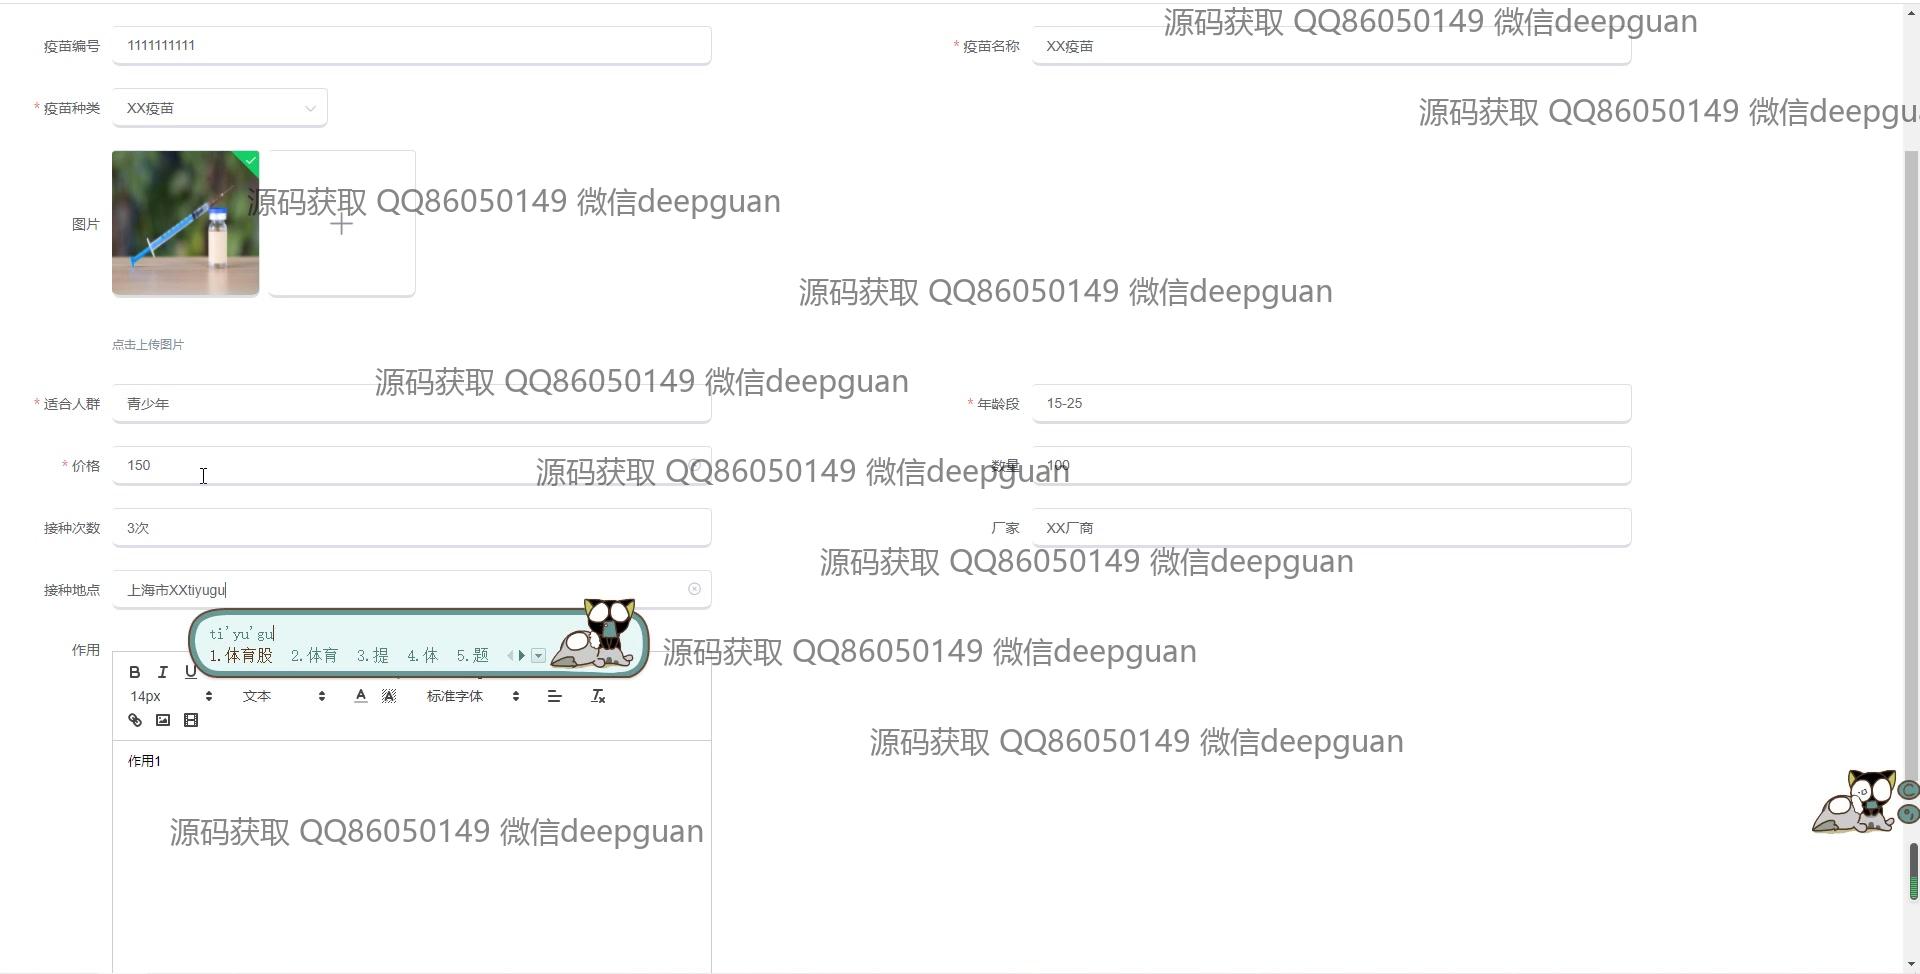 源码获取 QQ86050149 微信deepguan
疫苗编号 1111111111 * 疫苗名称 XX疫苗
* 疫苗种类 XX疫苗
源码获取 QQ86050149 微信deepgua
源码获取 QQ86050149 微信deepguan
图片
源码获取 QQ86050149 微信deepguan
点击上传图片
源码获取 QQ86050149 微信deepguan
* 适合人群 青少年 * 年龄段 15-25
* 价格 150 数量 100
源码获取 QQ86050149 微信deepguan
接种次数 3次 厂家 XX厂商
源码获取 QQ86050149 微信deepguan
接种地点 上海市XXtiyugu
ti'yu'gu
作用
1.体育股 2.体育 3.提 4.体 5.题
源码获取 QQ86050149 微信deepguan
B I U
14px 文本 A A 标准字体
源码获取 QQ86050149 微信deepguan
作用1
源码获取 QQ86050149 微信deepguan